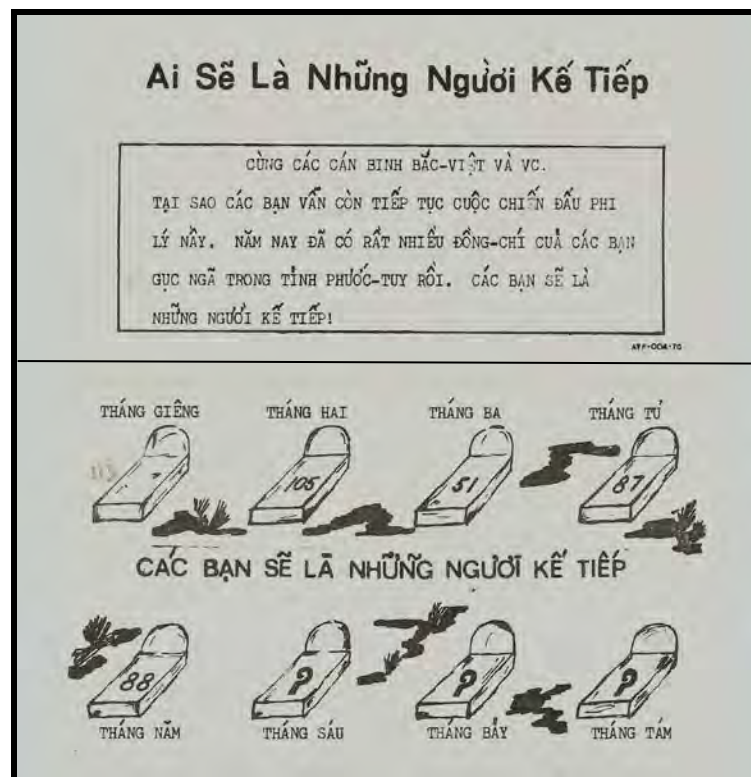 Ai Sẽ Là Những Người Kế Tiếp
CÙNG CÁC CÁN BINH BẮC-VIỆT VÀ VC.
TẠI SAO CÁC BẠN VẪN CÒN TIẾP TỤC CUỘC CHIẾN ĐẤU PHI
LÝ NẦY. NĂM NAY ĐÃ CÓ RẤT NHIỀU ĐỒNG-CHÍ CUẢ CÁC BẠN
GỤC NGÃ TRONG TỈNH PHƯỚC-TUY RỒI. CÁC BẠN SẼ LÀ
NHỮNG NGƯỜI KẾ TIẾP!
ATF-004-70
THÁNG GIÊNG THÁNG HAI THÁNG BA THÁNG TƯ
105 51 87
CÁC BẠN SẼ LÀ NHỮNG NGƯỜI KẾ TIẾP
88 ? ? ?
THÁNG NĂM THÁNG SÁU THÁNG BẢY THÁNG TÁM